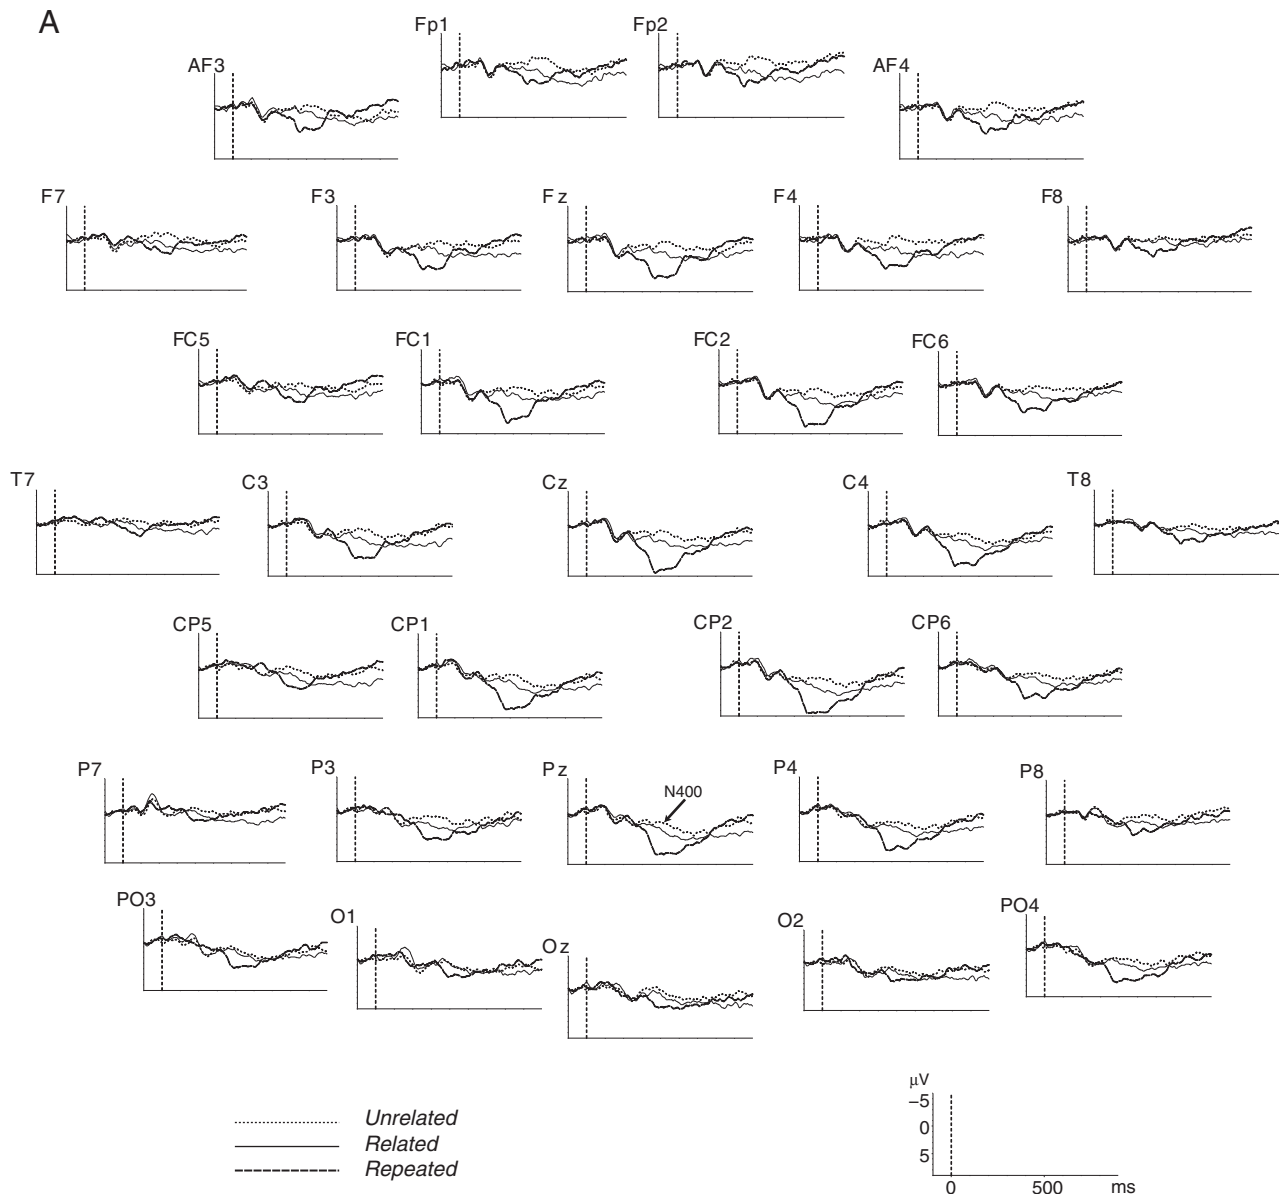 A
Fp1 Fp2
AF3 AF4
F7 F3 Fz F4 F8
FC5 FC1 FC2 FC6
T7 C3 Cz C4 T8
CP5 CP1 CP2 CP6
P7 P3 Pz P4 P8
N400
PO3 O1 Oz O2 PO4
Unrelated
Related
Repeated
μV
−5
0
5
0 500 ms